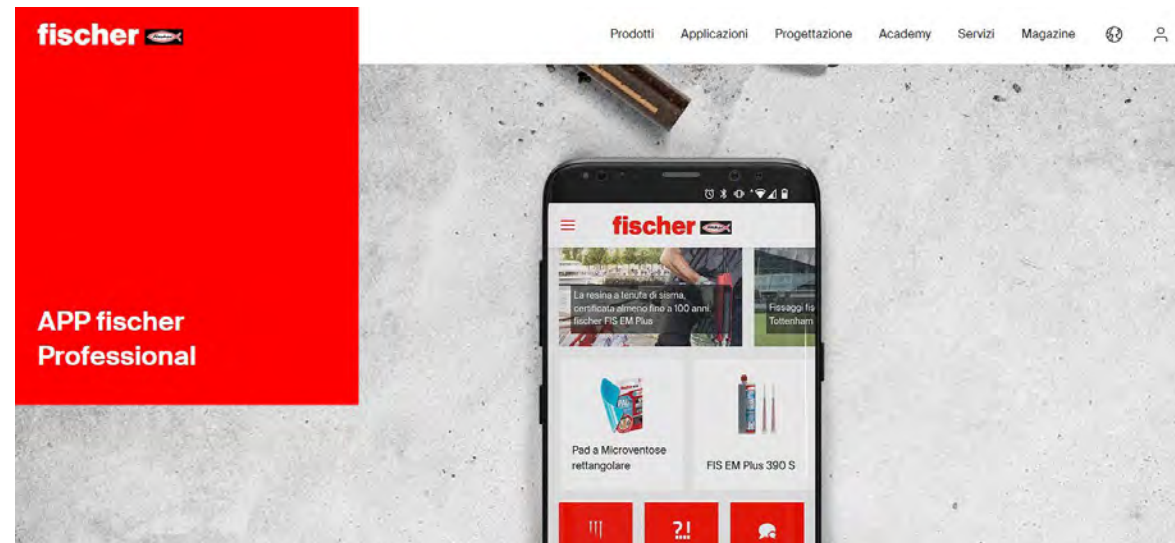 fischer
Prodotti Applicazioni Progettazione Academy Servizi Magazine
APP fischer
Professional
fischer
La resina a tenuta di sisma,
certificata almeno fino a 100 anni.
fischer FIS EM Plus
Fissaggi fis
Tottenham
Pad a Microventose
rettangolare
FIS EM Plus 390 S
?!